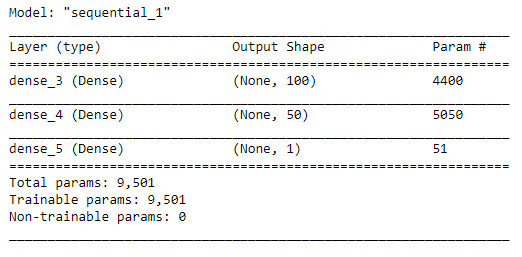 Model: "sequential_1"
Layer (type) Output Shape Param #
dense_3 (Dense) (None, 100) 4400
dense_4 (Dense) (None, 50) 5050
dense_5 (Dense) (None, 1) 51
Total params: 9,501
Trainable params: 9,501
Non-trainable params: 0